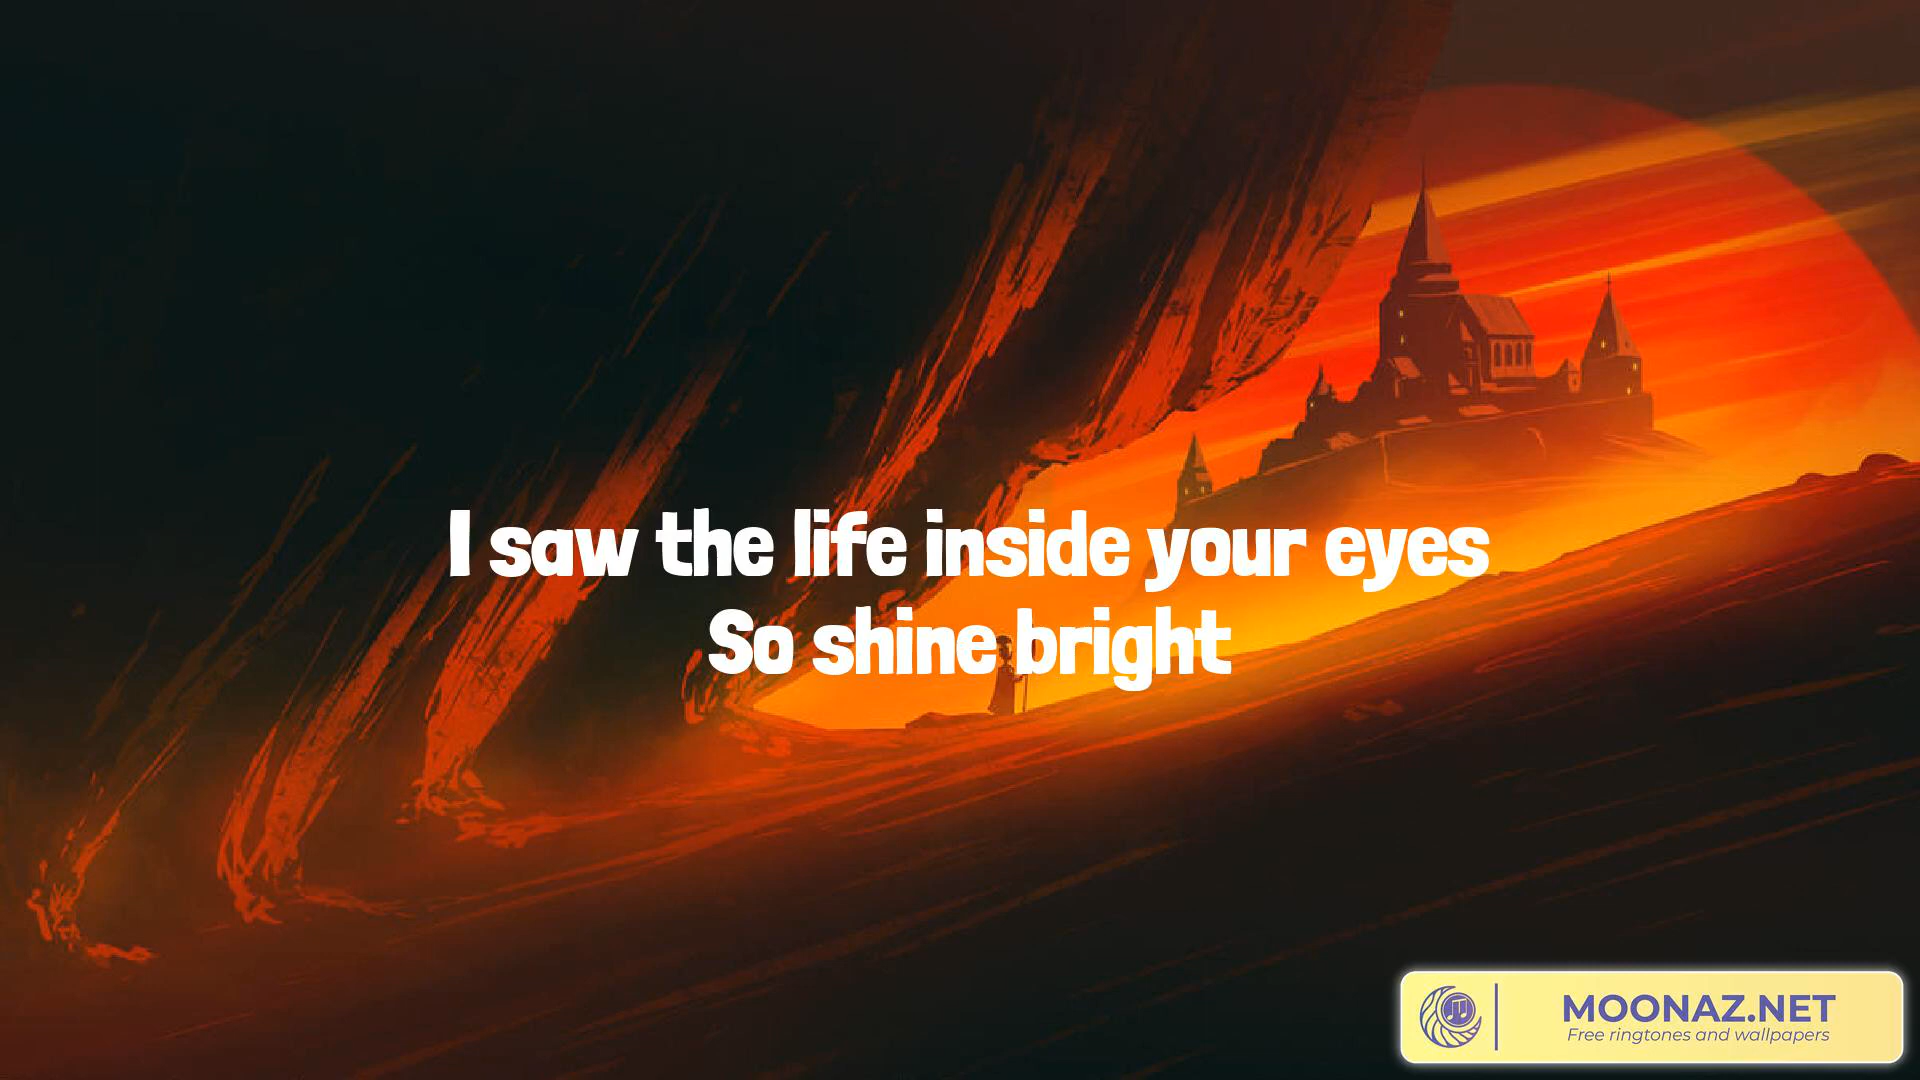 I saw the life inside your eyes
So shine bright
MOONAZ.NET
Free ringtones and wallpapers